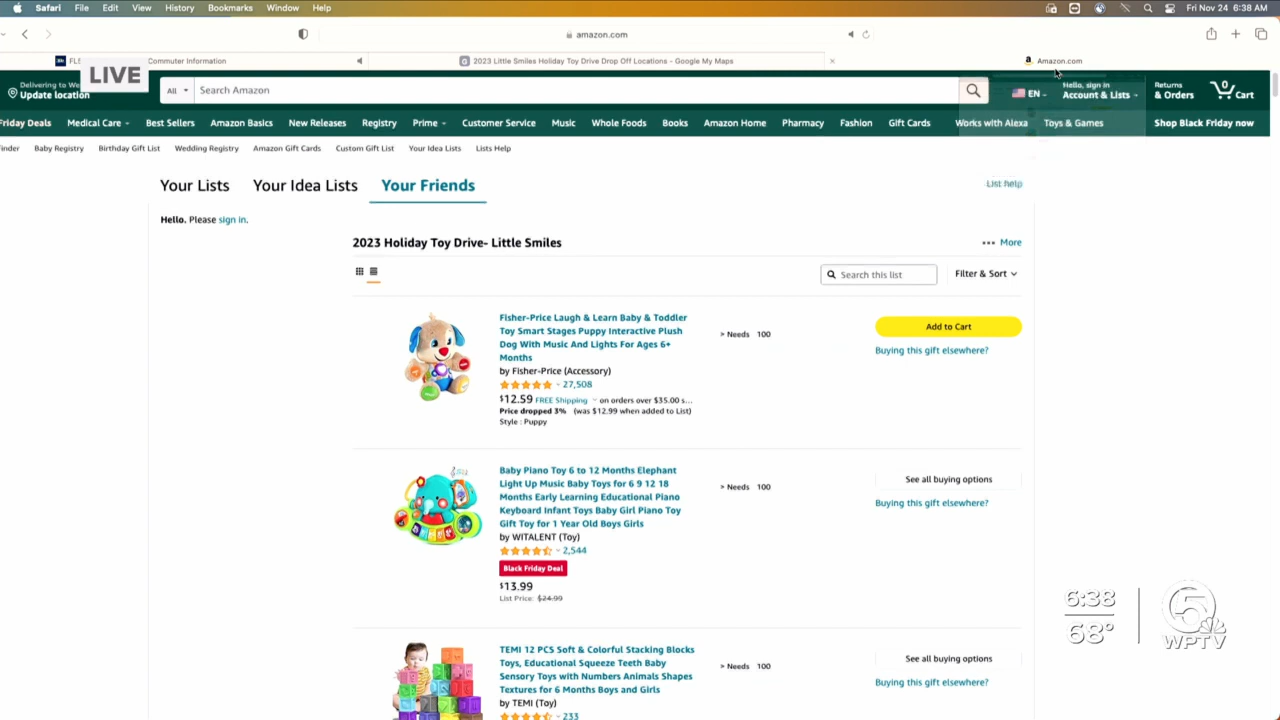 Safari File Edit View History Bookmarks Window Help Fri Nov 24 6:38 AM
amazon.com
Commuter Information 2023 Little Smiles Holiday Toy Drive Drop Off Locations - Google My Maps Amazon.com
LIVE
Delivering to We
Update location
All Search Amazon EN Hello, sign in
Account & Lists
Returns
& Orders
0
Cart
Friday Deals Medical Care Best Sellers Amazon Basics New Releases Registry Prime Customer Service Music Whole Foods Books Amazon Home Pharmacy Fashion Gift Cards Works with Alexa Toys & Games Shop Black Friday now
inder Baby Registry Birthday Gift List Wedding Registry Amazon Gift Cards Custom Gift List Your Idea Lists Lists Help
Your Lists Your Idea Lists Your Friends List help
Hello. Please sign in.
2023 Holiday Toy Drive- Little Smiles ••• More
Search this list Filter & Sort
Fisher-Price Laugh & Learn Baby & Toddler
Toy Smart Stages Puppy Interactive Plush
Dog With Music And Lights For Ages 6+
Months
by Fisher-Price (Accessory)
27,508
$12.59 FREE Shipping on orders over $35.00 s...
Price dropped 3% (was $12.99 when added to List)
Style : Puppy
> Needs 100
Add to Cart
Buying this gift elsewhere?
Baby Piano Toy 6 to 12 Months Elephant
Light Up Music Baby Toys for 6 9 12 18
Months Early Learning Educational Piano
Keyboard Infant Toys Baby Girl Piano Toy
Gift Toy for 1 Year Old Boys Girls
by WITALENT (Toy)
2,544
Black Friday Deal
$13.99
List Price: $24.99
> Needs 100
See all buying options
Buying this gift elsewhere?
TEMI 12 PCS Soft & Colorful Stacking Blocks
Toys, Educational Squeeze Teeth Baby
Sensory Toys with Numbers Animals Shapes
Textures for 6 Months Boys and Girls
by TEMI (Toy)
233
> Needs 100
See all buying options
Buying this gift elsewhere?
6:38
68°
5
WPTV